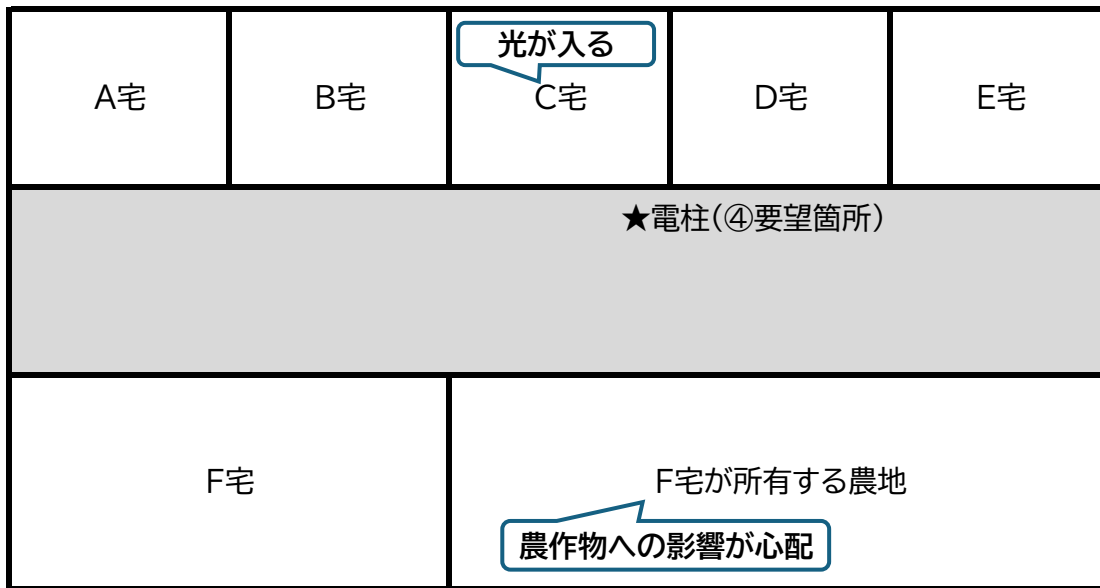 光が入る
A宅
B宅
C宅
D宅
E宅
★電柱(④要望箇所)
F宅
F宅が所有する農地
農作物への影響が心配